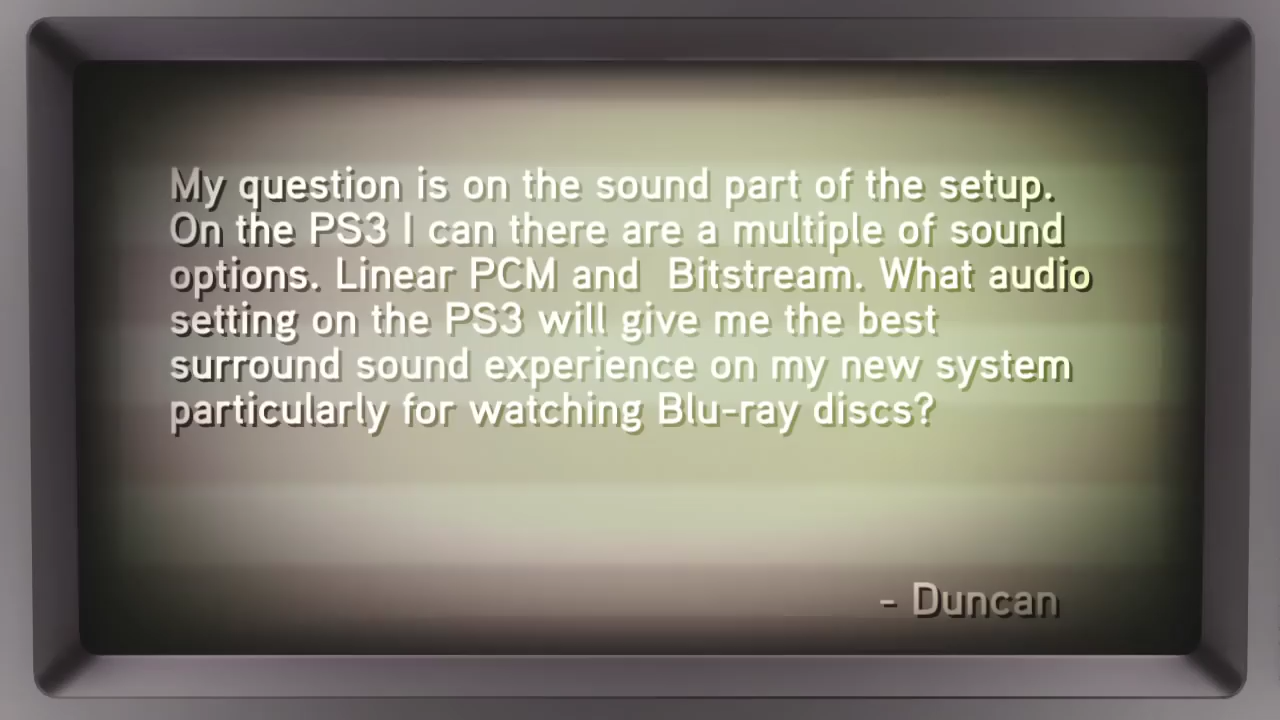 My question is on the sound part of the setup.
On the PS3 I can there are a multiple of sound
options. Linear PCM and  Bitstream. What audio
setting on the PS3 will give me the best
surround sound experience on my new system
particularly for watching Blu-ray discs?
- Duncan